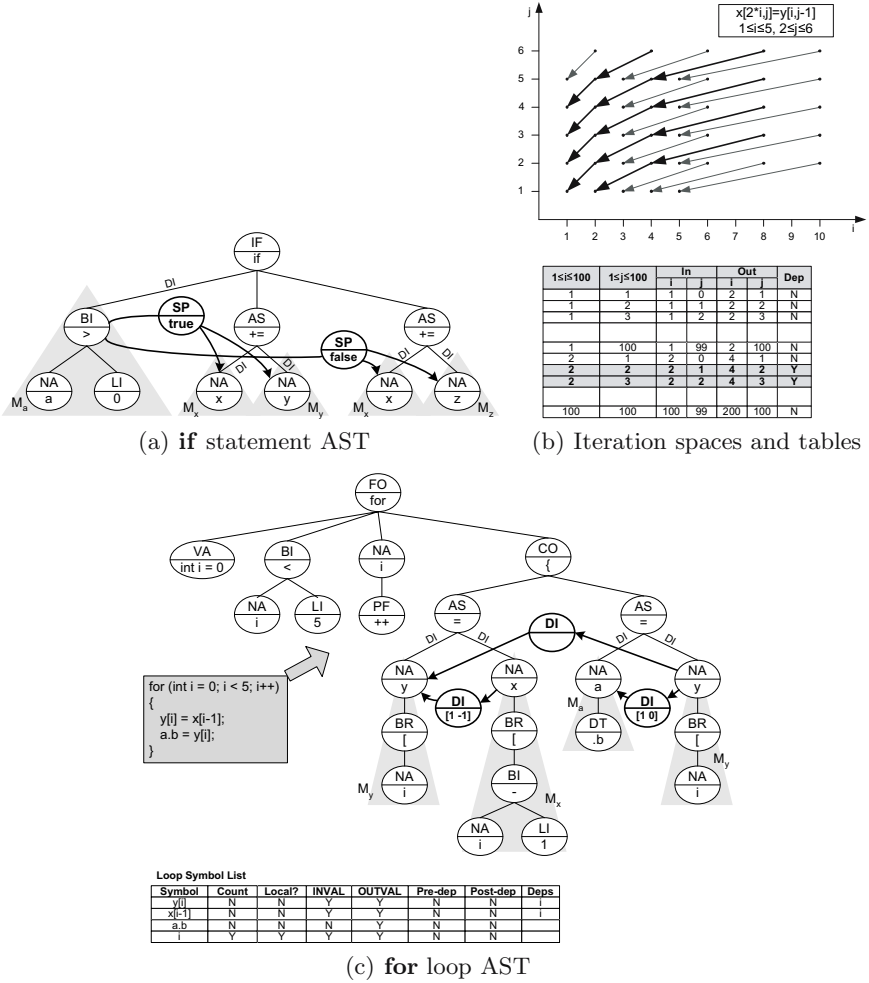 j
x[2*i,j]=y[i,j-1]
1≤i≤5, 2≤j≤6
6
5
4
3
2
1
1 2 3 4 5 6 7 8 9 10
i
IF
if
DI
SP
true
BI
>
AS
+=
AS
+=
SP
false
DI
DI
DI
DI
NA
a
LI
0
NA
x
NA
y
NA
x
NA
z
Ma
Mx
My
Mx
Mz
(a) if statement AST
1≤i≤100 1≤j≤100 In Out Dep
i j i j
1 1 1 0 2 1 N
1 2 1 1 2 2 N
1 3 1 2 2 3 N
1 100 1 99 2 100 N
2 1 2 0 4 1 N
2 2 2 1 4 2 Y
2 3 2 2 4 3 Y
100 100 100 99 200 100 N
(b) Iteration spaces and tables
FO
for
VA
int i = 0
BI
<
NA
i
CO
{
NA
i
LI
5
PF
++
AS
=
DI
AS
=
DI
DI
DI
DI
NA
y
NA
x
NA
a
NA
y
DI
[1 -1]
DI
[1 0]
Ma
BR
[
BR
[
DT
.b
BR
[
NA
i
BI
-
NA
i
My
Mx
My
NA
i
LI
1
for (int i = 0; i < 5; i++)
{
y[i] = x[i-1];
a.b = y[i];
}
Loop Symbol List
Symbol Count Local? INVAL OUTVAL Pre-dep Post-dep Deps
y[i] N N Y Y N N i
x[i-1] N N Y Y N N i
a.b N N N Y N N
i Y Y Y Y N N
(c) for loop AST